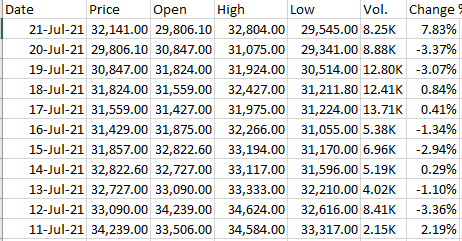 Date Price Open High Low Vol. Change %
21-Jul-21 32,141.00 29,806.10 32,804.00 29,545.00 8.25K 7.83%
20-Jul-21 29,806.10 30,847.00 31,075.00 29,341.00 8.88K -3.37%
19-Jul-21 30,847.00 31,824.00 31,924.00 30,514.00 12.80K -3.07%
18-Jul-21 31,824.00 31,559.00 32,427.00 31,211.80 12.41K 0.84%
17-Jul-21 31,559.00 31,427.00 31,975.00 31,224.00 13.71K 0.41%
16-Jul-21 31,429.00 31,875.00 32,266.00 31,055.00 5.38K -1.34%
15-Jul-21 31,857.00 32,822.60 33,194.00 31,170.00 6.96K -2.94%
14-Jul-21 32,822.60 32,727.00 33,117.00 31,596.00 5.19K 0.29%
13-Jul-21 32,727.00 33,090.00 33,333.00 32,210.00 4.02K -1.10%
12-Jul-21 33,090.00 34,239.00 34,624.00 32,616.00 8.41K -3.36%
11-Jul-21 34,239.00 33,506.00 34,584.00 33,317.00 2.15K 2.19%